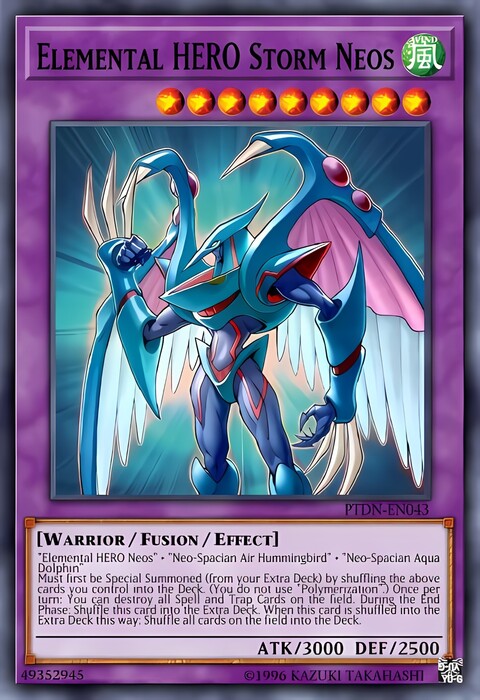 ELEMENTAL HERO STORM NEOS
WIND
風
PTDN-EN043
[WARRIOR / FUSION / EFFECT]
"Elemental HERO Neos" + "Neo-Spacian Air Hummingbird" + "Neo-Spacian Aqua
Dolphin"
Must first be Special Summoned (from your Extra Deck) by shuffling the above
cards you control into the Deck. (You do not use "Polymerization".) Once per
turn: You can destroy all Spell and Trap Cards on the field. During the End
Phase: Shuffle this card into the Extra Deck. When this card is shuffled into the
Extra Deck this way: Shuffle all cards on the field into the Deck.
ATK/3000 DEF/2500
49352945 ©1996 KAZUKI TAKAHASHI